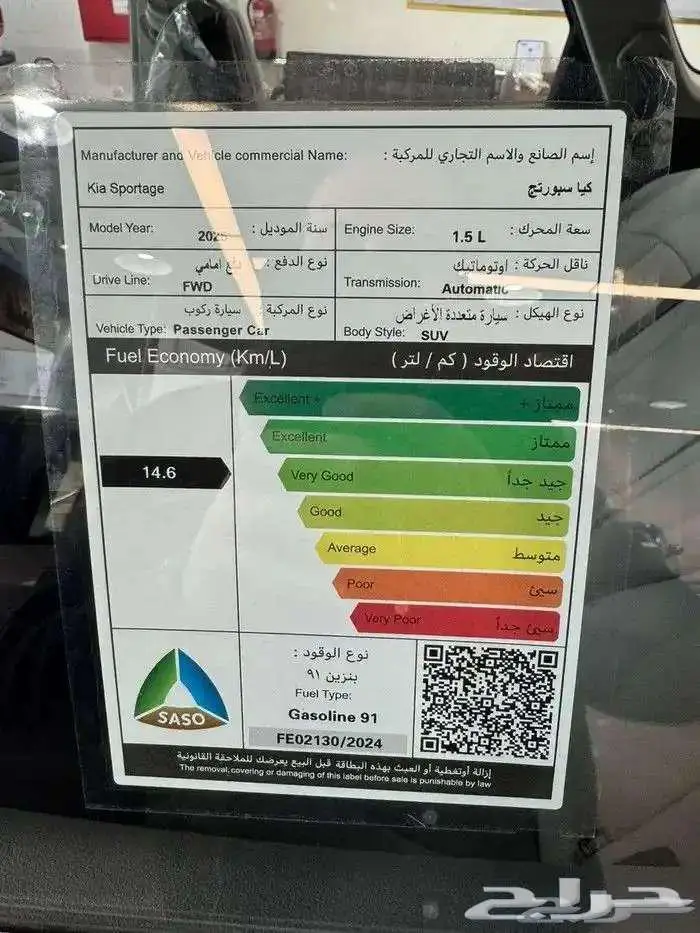 Manufacturer and Vehicle commercial Name: إسم الصانع والاسم التجاري للمركبة :
Kia Sportage كيا سبورتج
Model Year: 2025 سنة الموديل :
Engine Size: 1.5 L سعة المحرك :
Drive Line: FWD دفع امامي نوع الدفع :
Transmission: Automatic اوتوماتيك ناقل الحركة :
Vehicle Type: Passenger Car سيارة ركوب نوع المركبة :
Body Style: SUV سيارة متعددة الأغراض نوع الهيكل :
Fuel Economy (Km/L) اقتصاد الوقود ( كم / لتر )
Excellent + ممتاز +
Excellent ممتاز
14.6
Very Good جيد جداً
Good جيد
Average متوسط
Poor سيئ
Very Poor سيئ جداً
SASO
نوع الوقود :
بنزين ٩١
Fuel Type:
Gasoline 91
FE02130/2024
إزالة أوتغطية أو العبث بهذه البطاقة قبل البيع يعرضك للملاحقة القانونية
The removal, covering or damaging of this label before sale is punishable by law
حراج